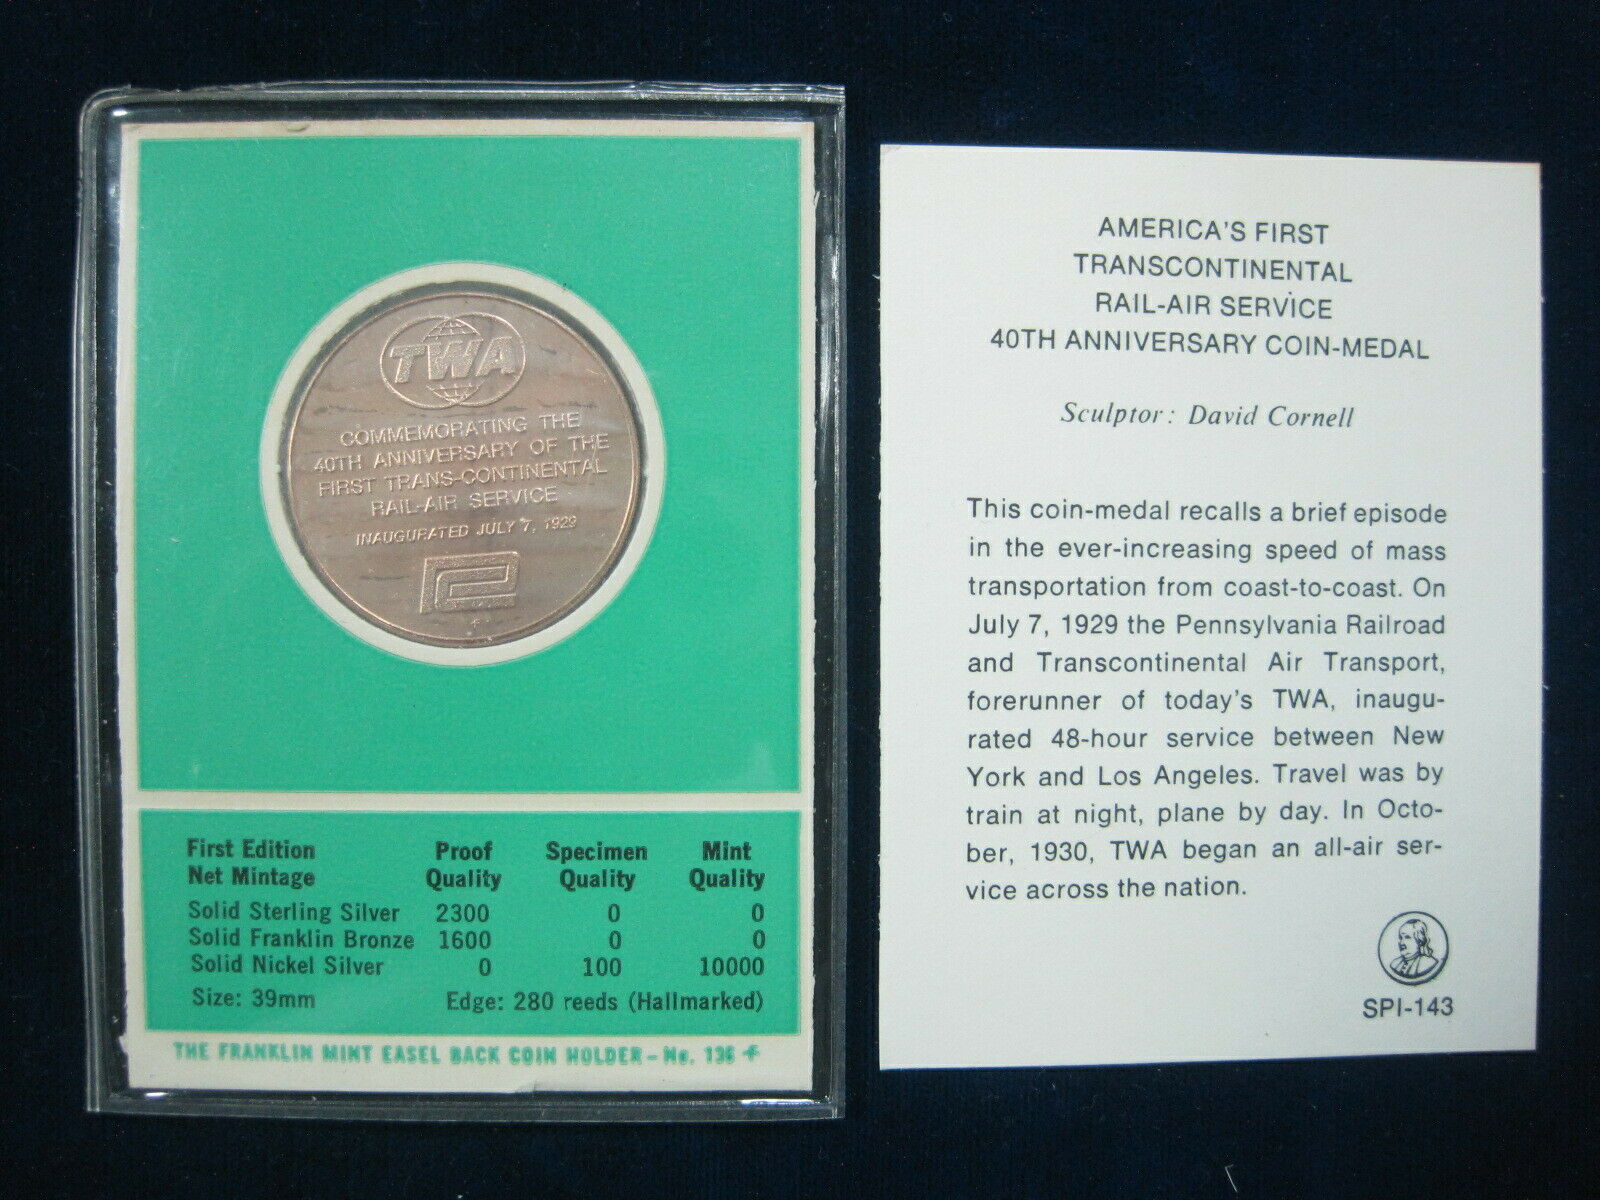 TWA
COMMEMORATING THE
40TH ANNIVERSARY OF THE
FIRST TRANS-CONTINENTAL
RAIL-AIR SERVICE
INAUGURATED JULY 7, 1929
First Edition Proof Specimen Mint
Net Mintage Quality Quality Quality
Solid Sterling Silver 2300 0 0
Solid Franklin Bronze 1600 0 0
Solid Nickel Silver 0 100 10000
Size: 39mm Edge: 280 reeds (Hallmarked)
THE FRANKLIN MINT EASEL BACK COIN HOLDER – No. 136
AMERICA'S FIRST
TRANSCONTINENTAL
RAIL-AIR SERVICE
40TH ANNIVERSARY COIN-MEDAL
Sculptor: David Cornell
This coin-medal recalls a brief episode
in the ever-increasing speed of mass
transportation from coast-to-coast. On
July 7, 1929 the Pennsylvania Railroad
and Transcontinental Air Transport,
forerunner of today's TWA, inaugu-
rated 48-hour service between New
York and Los Angeles. Travel was by
train at night, plane by day. In Octo-
ber, 1930, TWA began an all-air ser-
vice across the nation.
SPI-143